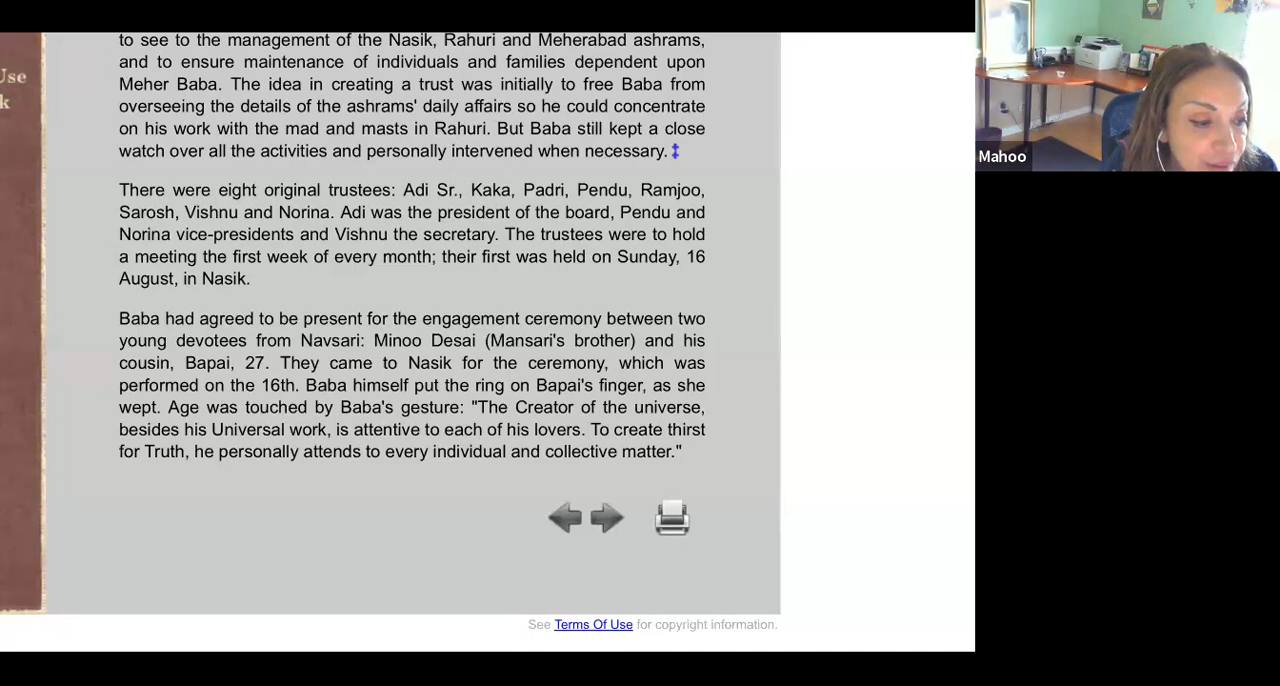 Use
k
to see to the management of the Nasik, Rahuri and Meherabad ashrams,
and to ensure maintenance of individuals and families dependent upon
Meher Baba. The idea in creating a trust was initially to free Baba from
overseeing the details of the ashrams' daily affairs so he could concentrate
on his work with the mad and masts in Rahuri. But Baba still kept a close
watch over all the activities and personally intervened when necessary. ‡
There were eight original trustees: Adi Sr., Kaka, Padri, Pendu, Ramjoo,
Sarosh, Vishnu and Norina. Adi was the president of the board, Pendu and
Norina vice-presidents and Vishnu the secretary. The trustees were to hold
a meeting the first week of every month; their first was held on Sunday, 16
August, in Nasik.
Baba had agreed to be present for the engagement ceremony between two
young devotees from Navsari: Minoo Desai (Mansari's brother) and his
cousin, Bapai, 27. They came to Nasik for the ceremony, which was
performed on the 16th. Baba himself put the ring on Bapai's finger, as she
wept. Age was touched by Baba's gesture: "The Creator of the universe,
besides his Universal work, is attentive to each of his lovers. To create thirst
for Truth, he personally attends to every individual and collective matter."
See Terms Of Use for copyright information.
Mahoo